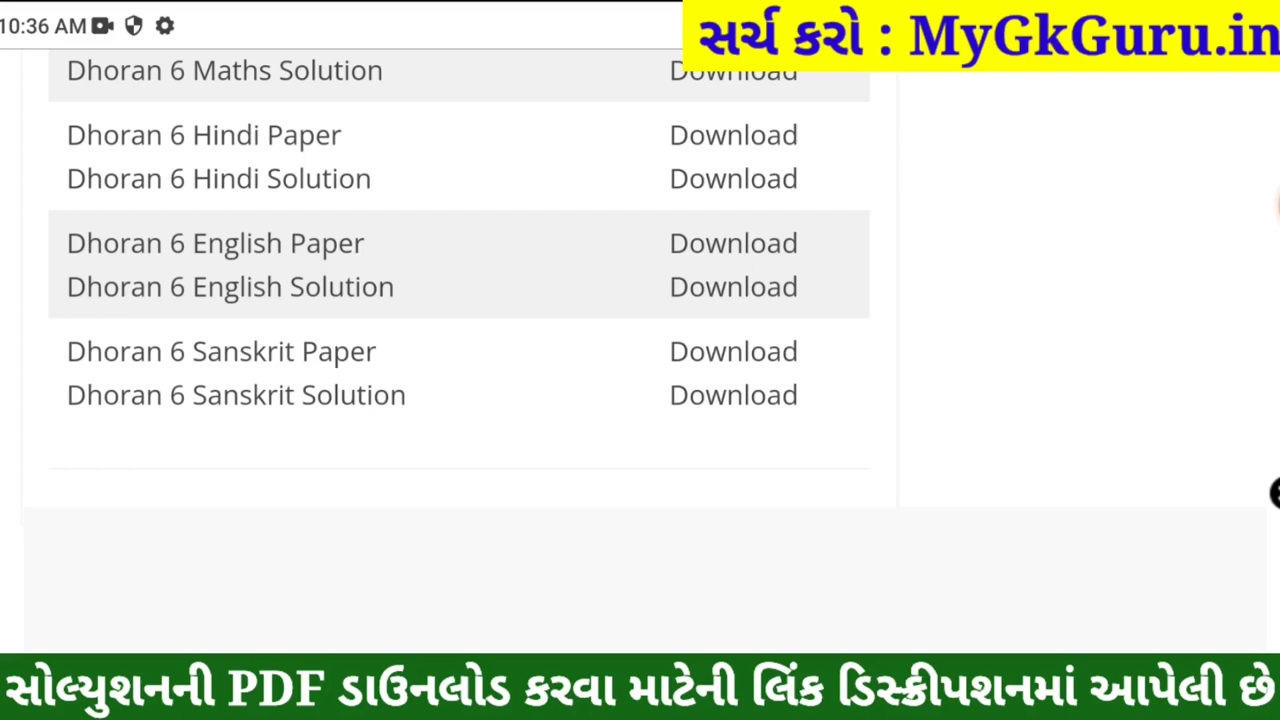 10:36 AM
સર્ચ કરો : MyGkGuru.in
Dhoran 6 Maths Solution Download
Dhoran 6 Hindi Paper Download
Dhoran 6 Hindi Solution Download
Dhoran 6 English Paper Download
Dhoran 6 English Solution Download
Dhoran 6 Sanskrit Paper Download
Dhoran 6 Sanskrit Solution Download
સોલ્યુશનની PDF ડાઉનલોડ કરવા માટેની લિંક ડિસ્ક્રીપશનમાં આપેલી છે